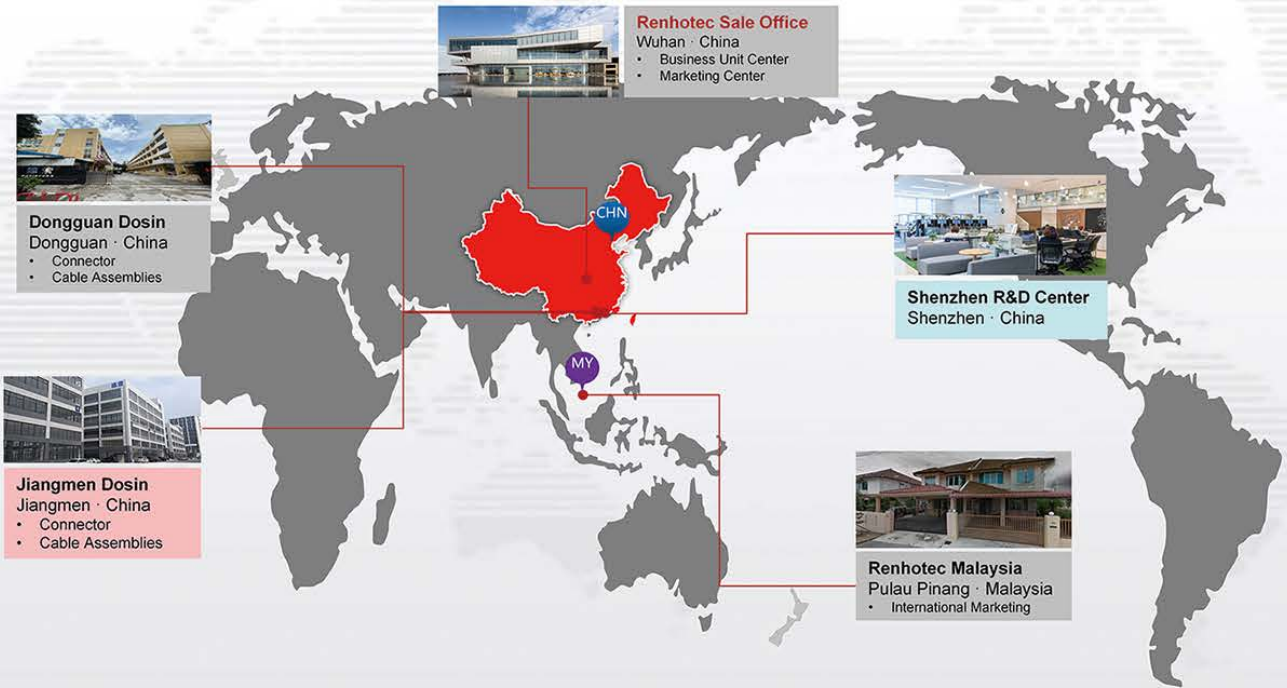 Renhotec Sale Office
Wuhan · China
• Business Unit Center
• Marketing Center
Dongguan Dosin
Dongguan · China
• Connector
• Cable Assemblies
CHN
Shenzhen R&D Center
Shenzhen · China
MY
Jiangmen Dosin
Jiangmen · China
• Connector
• Cable Assemblies
Renhotec Malaysia
Pulau Pinang · Malaysia
• International Marketing